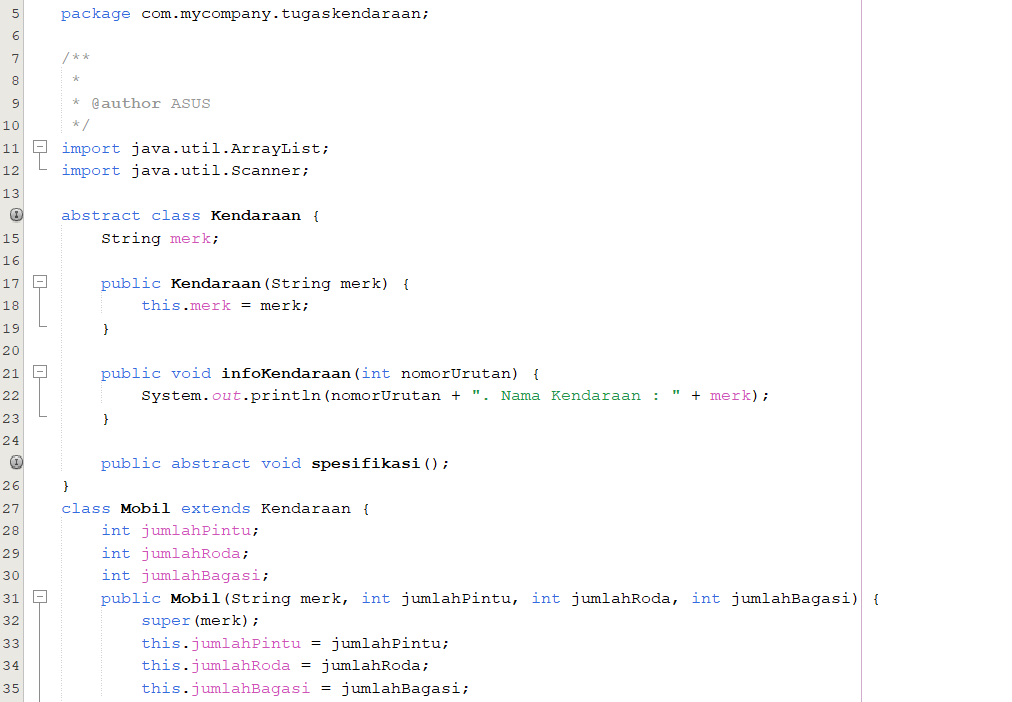 5 package com.mycompany.tugaskendaraan;
6
7 /**
8  *
9  * @author ASUS
10  */
11 import java.util.ArrayList;
12 import java.util.Scanner;
13
abstract class Kendaraan {
15     String merk;
16
17     public Kendaraan(String merk) {
18         this.merk = merk;
19     }
20
21     public void infoKendaraan(int nomorUrutan) {
22         System.out.println(nomorUrutan + ". Nama Kendaraan : " + merk);
23     }
24
    public abstract void spesifikasi();
26 }
27 class Mobil extends Kendaraan {
28     int jumlahPintu;
29     int jumlahRoda;
30     int jumlahBagasi;
31     public Mobil(String merk, int jumlahPintu, int jumlahRoda, int jumlahBagasi) {
32         super(merk);
33         this.jumlahPintu = jumlahPintu;
34         this.jumlahRoda = jumlahRoda;
35         this.jumlahBagasi = jumlahBagasi;